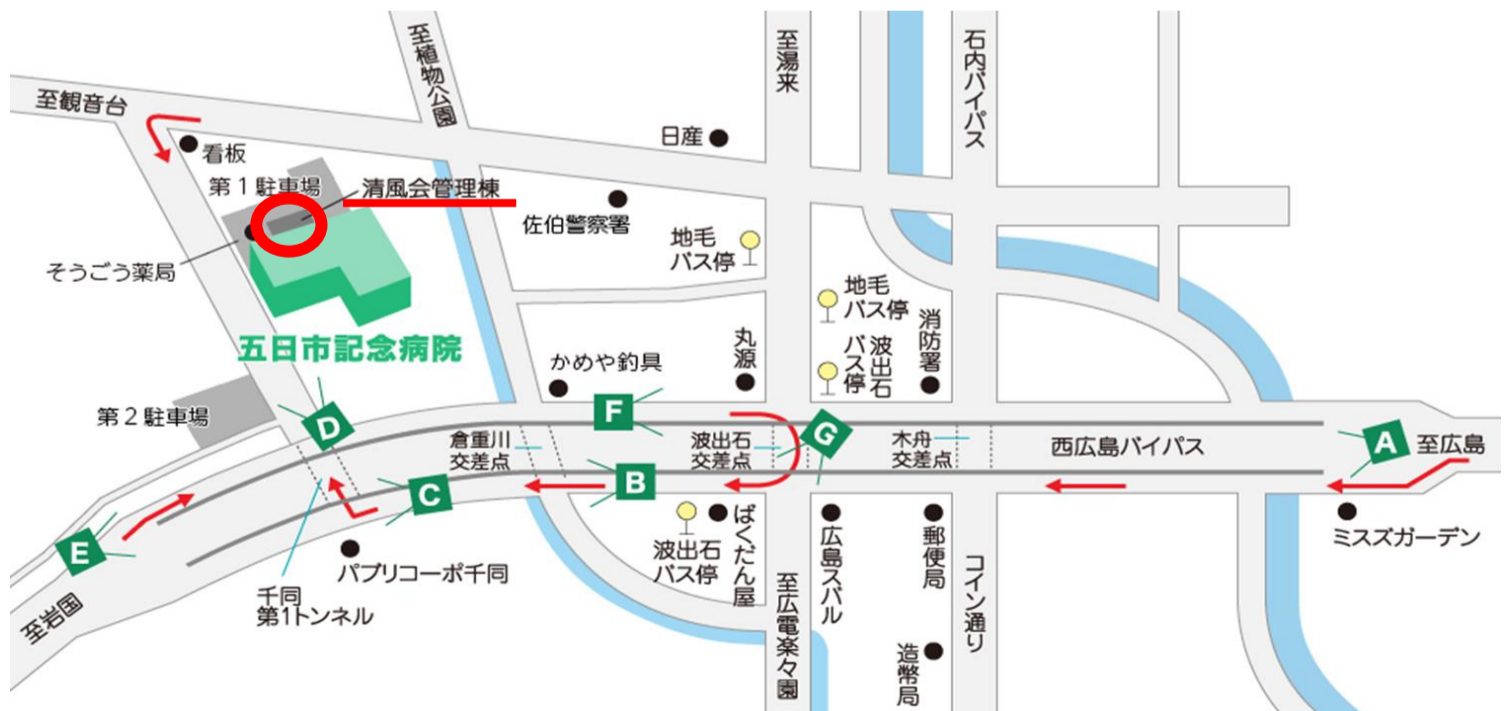 至観音台
看板
第1駐車場
清風会管理棟
そうごう薬局
五日市記念病院
第2駐車場
至植物公園
日産
佐伯警察署
地毛
バス停
至湯来
石内バイパス
地毛
バス停
波出石
バス停
消防署
丸源
かめや釣具
F
D
G
A
倉重川
交差点
波出石
交差点
木舟
交差点
西広島バイパス
至広島
B
C
E
ミスズガーデン
波出石
バス停
ばくだん屋
広島スバル
郵便局
コイン通り
造幣局
至広電楽々園
パブリコーポ千同
千同
第1トンネル
至岩国